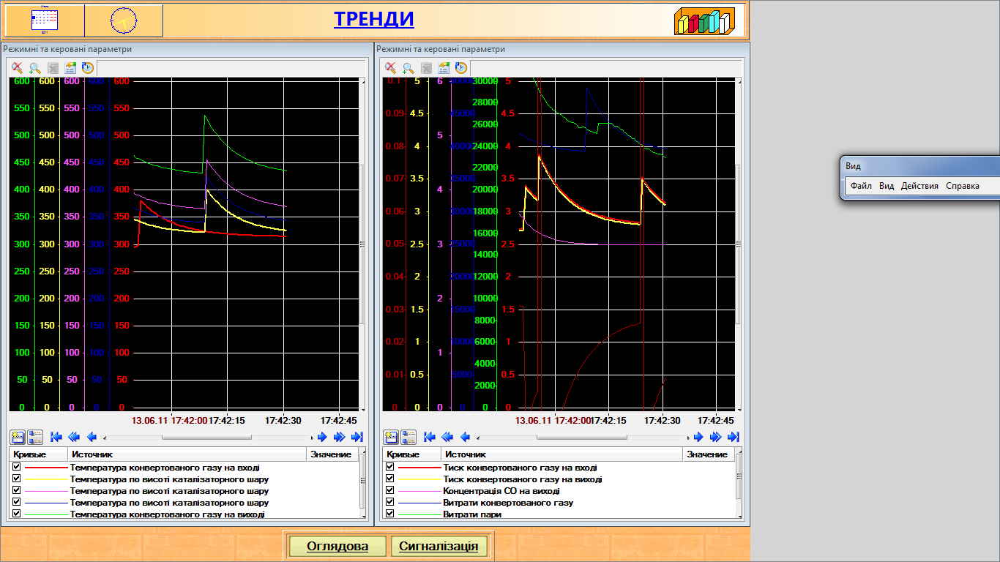 ТРЕНДИ
Режимні та керовані параметри
Режимні та керовані параметри
Вид
Файл Вид Действия Справка
600 600 600 600 600
550 550 550 550 550
500 500 500 500 500
450 450 450 450 450
400 400 400 400 400
350 350 350 350 350
300 300 300 300 300
250 250 250 250 250
200 200 200 200 200
150 150 150 150 150
100 100 100 100 100
50 50 50 50 50
0 0 0 0 0
13.06.11 17:42:00 17:42:15 17:42:30 17:42:45
0.1 5 6 50000 30000 5
28000
0.09 4.5 45000 4.5
26000
5
0.08 4 40000 24000 4
22000
0.07 3.5 35000 3.5
4 20000
0.06 3 30000 18000 3
16000
0.05 2.5 3 25000 2.5
14000
0.04 2 20000 12000 2
2 10000
0.03 1.5 15000 1.5
8000
0.02 1 10000 6000 1
1 4000
0.01 0.5 5000 0.5
2000
0 0 0 0 0 0
13.06.11 17:42:00 17:42:15 17:42:30 17:42:45
Кривые Источник Значение
Температура конвертованого газу на вході
Температура по висоті каталізаторного шару
Температура по висоті каталізаторного шару
Температура по висоті каталізаторного шару
Температура конвертованого газу на виході
Кривые Источник Значение
Тиск конвертованого газу на вході
Тиск конвертованого газу на виході
Концентрація СО на виході
Витрати конвертованого газу
Витрати пари
Оглядова Сигналізація